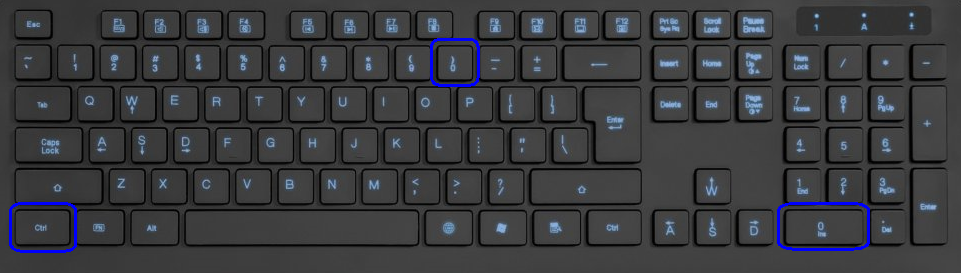 Esc F1 F2 F3 F4 F5 F6 F7 F8 F9 F10 F11 F12 Prt Sc Scroll Pause
Sys Rq Lock Break
1 A
~ ! @ # $ % ^ & * ( ) _ + ← Insert Home Page Num / * -
` 1 2 3 4 5 6 7 8 9 0 - = Up Lock
Tab Q W E R T Y U I O P { } Enter Delete End Page 7 8 9 +
[ ] Down Home ↑ PgUp
Caps A S D F G H J K L : " | 4 5 6
Lock ← ↓ → ; ' \ ← →
⇧ Z X C V B N M < > ? ⇧ W 1 2 3 Enter
, . / End ↓ PgDn
Ctrl FN Alt Ctrl A S D 0 .
← ↓ → Ins Del